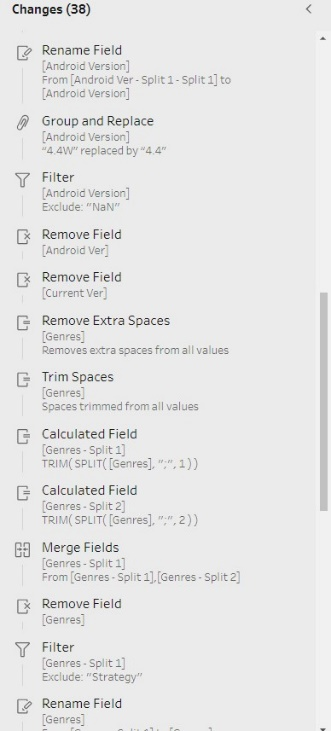 Changes (38)
Rename Field
[Android Version]
From [Android Ver - Split 1 - Split 1] to
[Android Version]
Group and Replace
[Android Version]
"4.4W" replaced by "4.4"
Filter
[Android Version]
Exclude: "NaN"
Remove Field
[Android Ver]
Remove Field
[Current Ver]
Remove Extra Spaces
[Genres]
Removes extra spaces from all values
Trim Spaces
[Genres]
Spaces trimmed from all values
Calculated Field
[Genres - Split 1]
TRIM( SPLIT( [Genres], ";", 1 ) )
Calculated Field
[Genres - Split 2]
TRIM( SPLIT( [Genres], ";", 2 ) )
Merge Fields
[Genres - Split 1]
From [Genres - Split 1],[Genres - Split 2]
Remove Field
[Genres]
Filter
[Genres - Split 1]
Exclude: "Strategy"
Rename Field
[Genres]